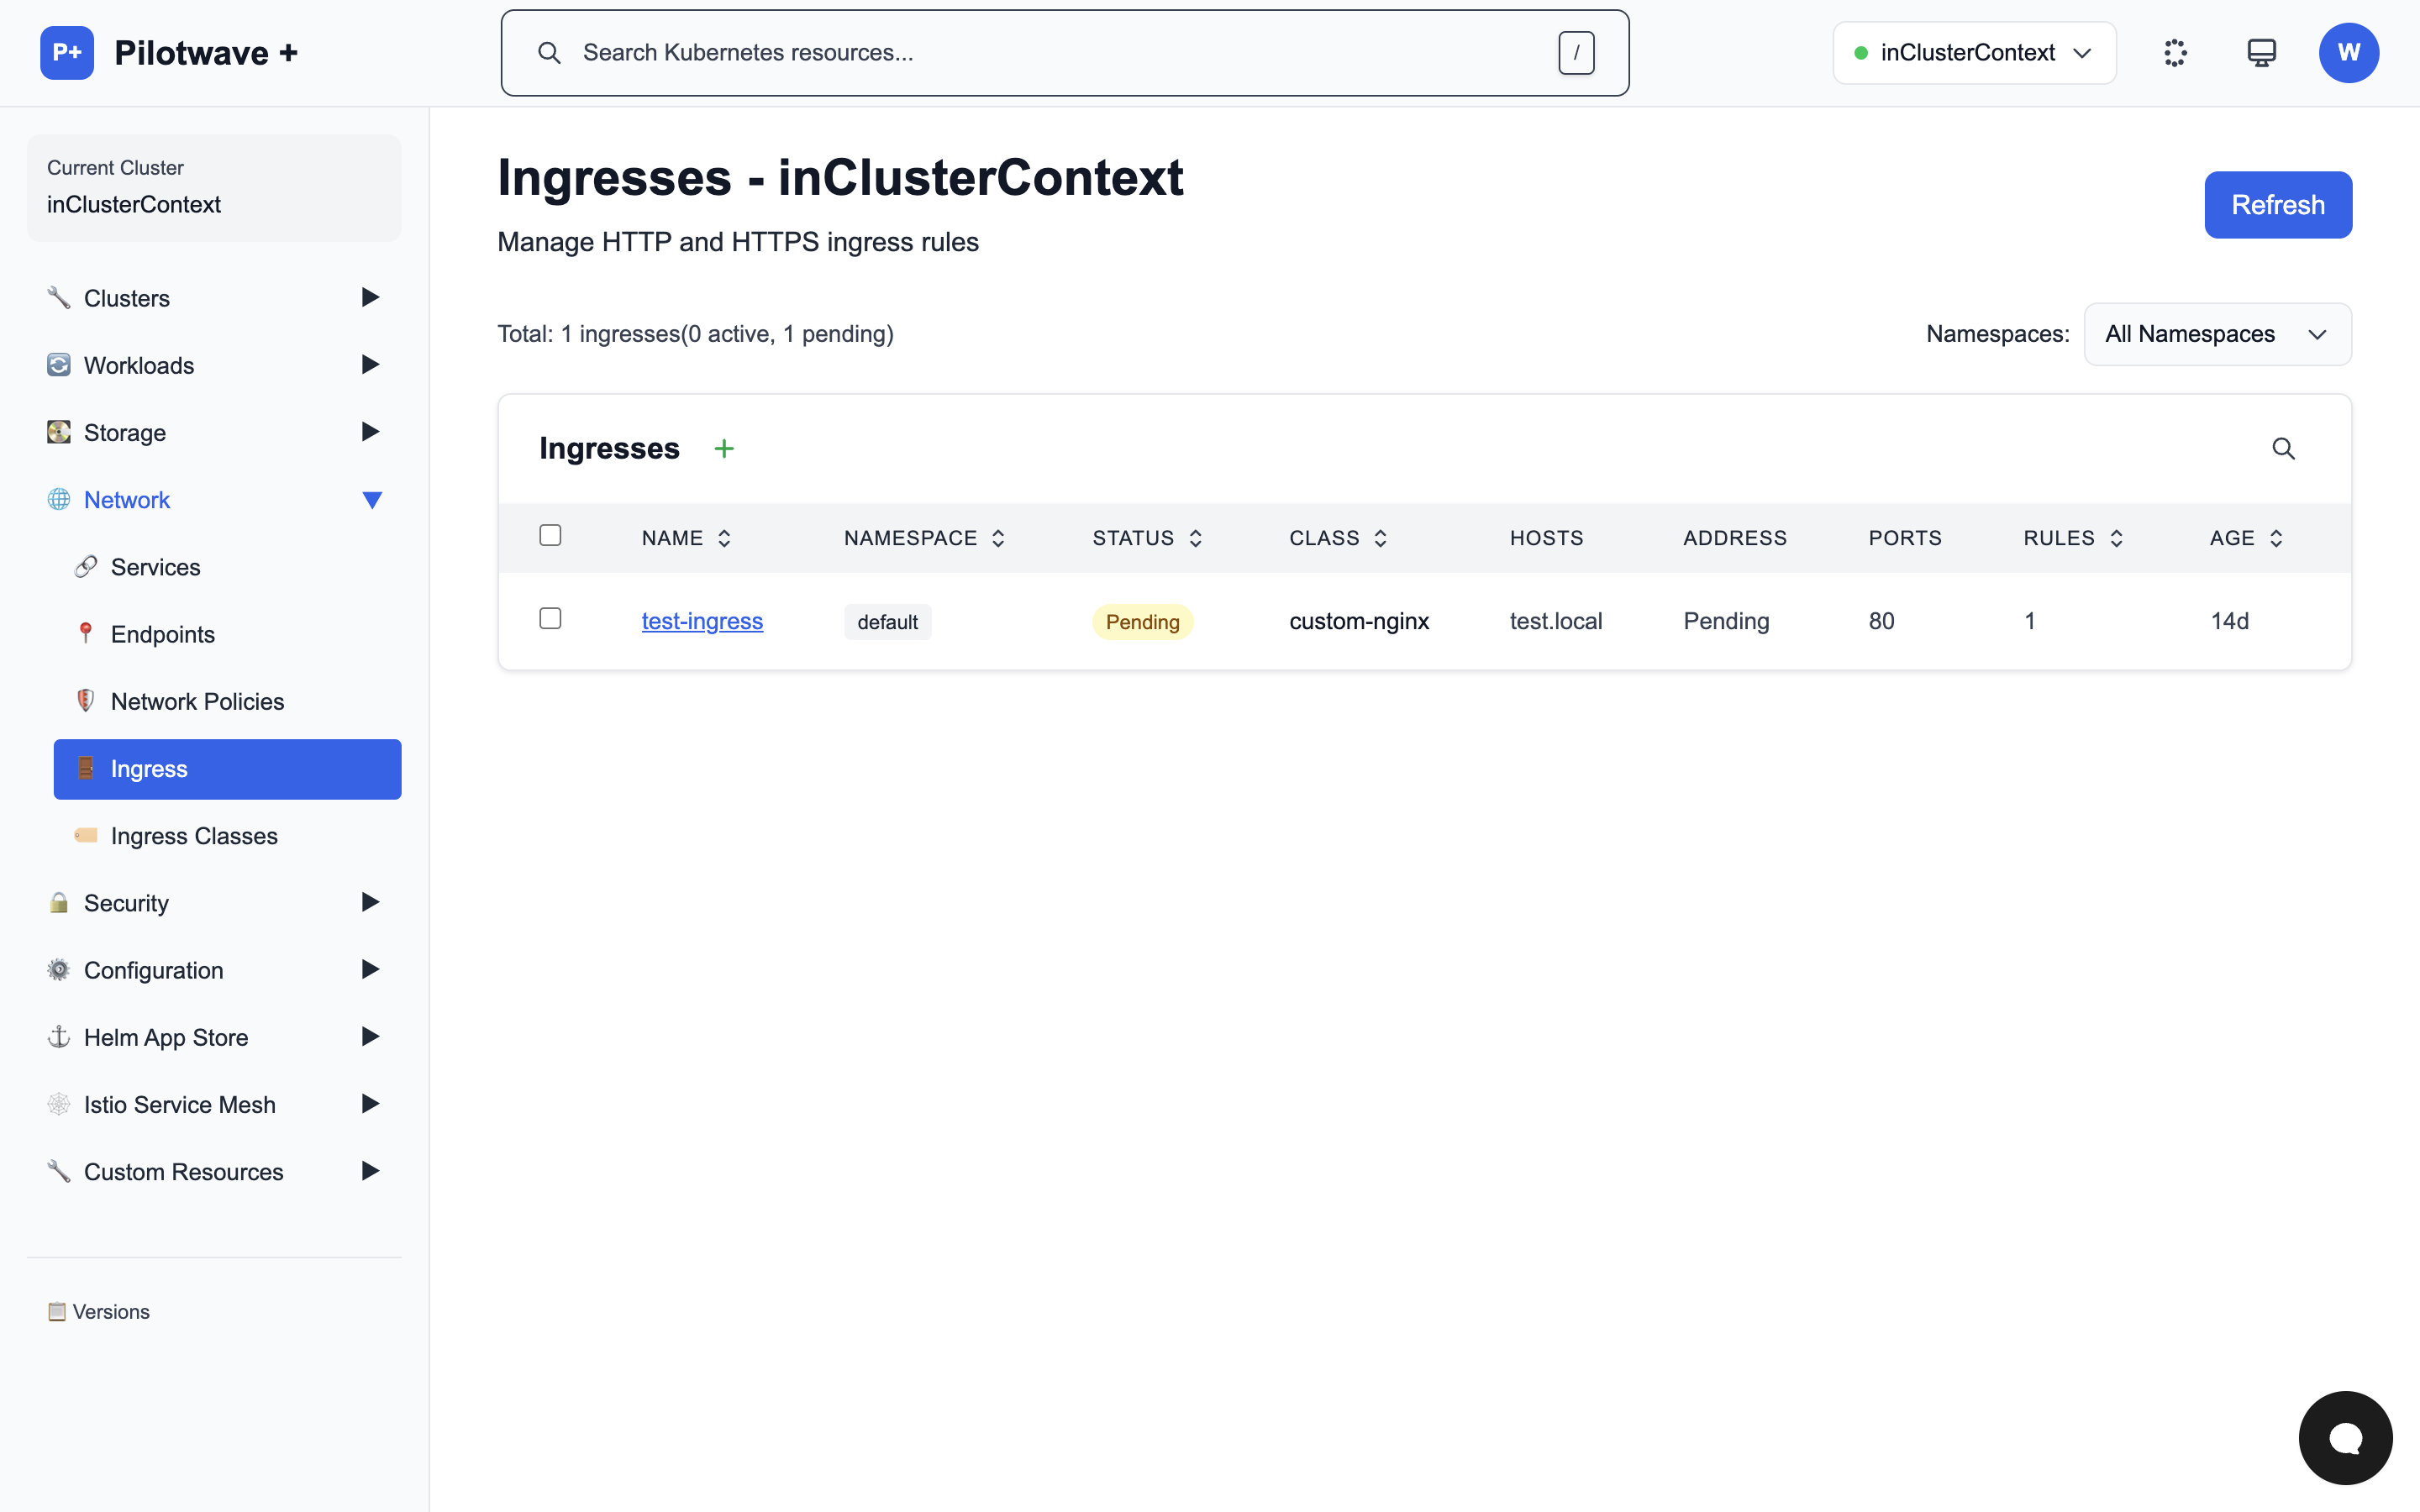 P+ Pilotwave +
Search Kubernetes resources... /
inClusterContext
W
Current Cluster
inClusterContext
Clusters
Workloads
Storage
Network
Services
Endpoints
Network Policies
Ingress
Ingress Classes
Security
Configuration
Helm App Store
Istio Service Mesh
Custom Resources
Versions
Ingresses - inClusterContext
Manage HTTP and HTTPS ingress rules
Refresh
Total: 1 ingresses(0 active, 1 pending)
Namespaces: All Namespaces
Ingresses +
NAME NAMESPACE STATUS CLASS HOSTS ADDRESS PORTS RULES AGE
test-ingress default Pending custom-nginx test.local Pending 80 1 14d